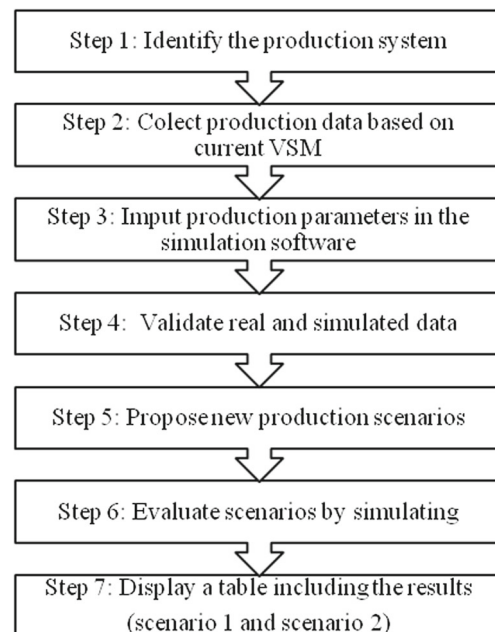 Step 1: Identify the production system
Step 2: Colect production data based on
current VSM
Step 3: Imput production parameters in the
simulation software
Step 4: Validate real and simulated data
Step 5: Propose new production scenarios
Step 6: Evaluate scenarios by simulating
Step 7: Display a table including the results
(scenario 1 and scenario 2)